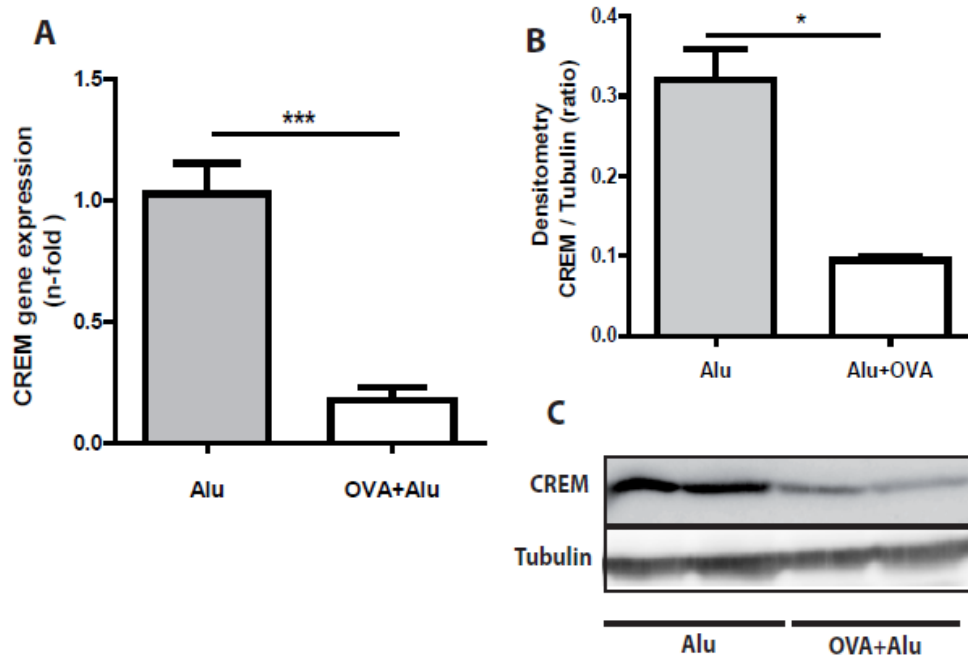 A
CREM gene expression
(n-fold )
1.5
1.0
0.5
0.0
***
Alu
OVA+Alu
B
Densitometry
CREM / Tubulin (ratio)
0.4
0.3
0.2
0.1
0.0
*
Alu
Alu+OVA
C
CREM
Tubulin
Alu
OVA+Alu